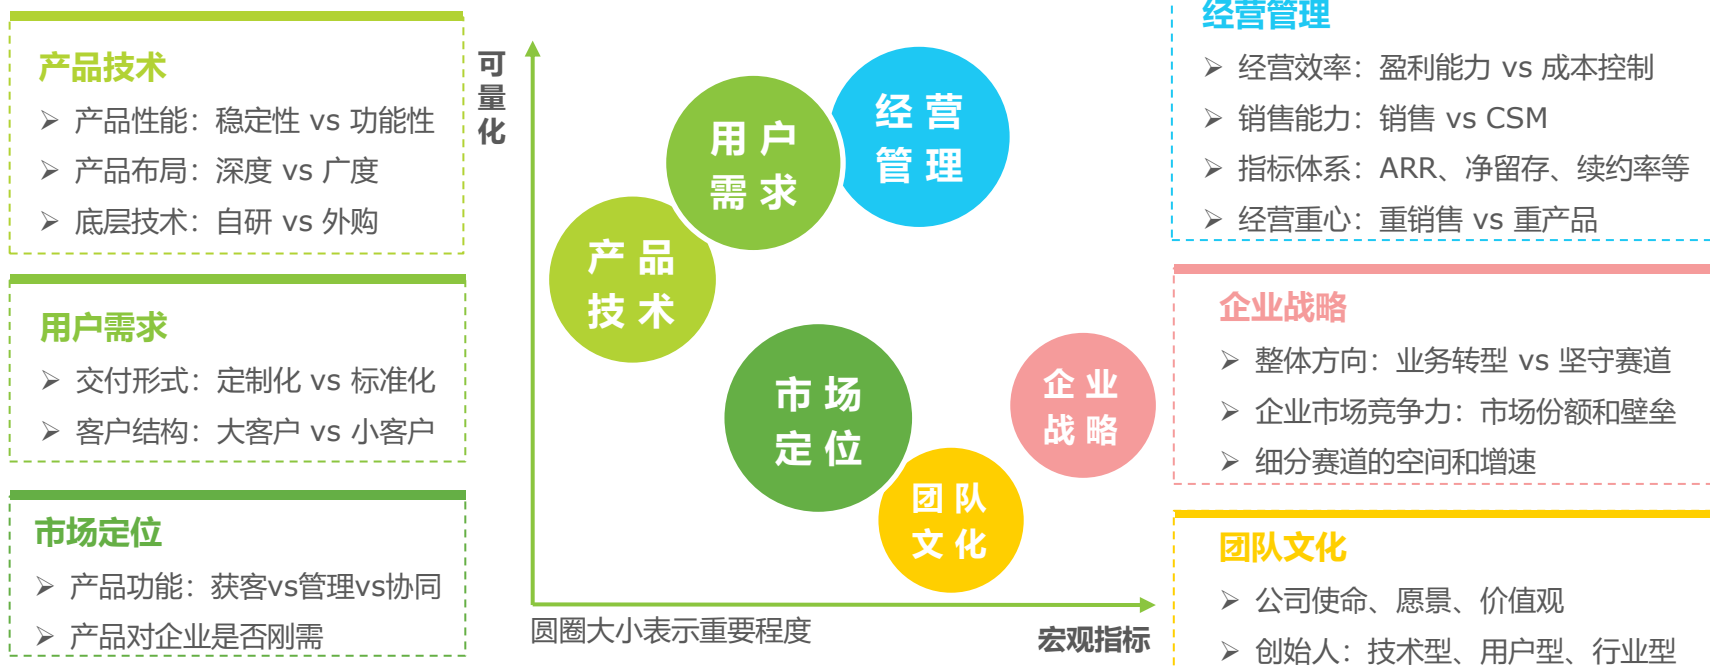 产品技术
➢ 产品性能：稳定性 vs 功能性
➢ 产品布局：深度 vs 广度
➢ 底层技术：自研 vs 外购
用户需求
➢ 交付形式：定制化 vs 标准化
➢ 客户结构：大客户 vs 小客户
市场定位
➢ 产品功能：获客vs管理vs协同
➢ 产品对企业是否刚需
可
量
化
经 营
管 理
用 户
需 求
产 品
技 术
市 场
定 位
企 业
战 略
团 队
文 化
圆圈大小表示重要程度
宏观指标
经营管理
➢ 经营效率：盈利能力 vs 成本控制
➢ 销售能力：销售 vs CSM
➢ 指标体系：ARR、净留存、续约率等
➢ 经营重心：重销售 vs 重产品
企业战略
➢ 整体方向：业务转型 vs 坚守赛道
➢ 企业市场竞争力：市场份额和壁垒
➢ 细分赛道的空间和增速
团队文化
➢ 公司使命、愿景、价值观
➢ 创始人：技术型、用户型、行业型